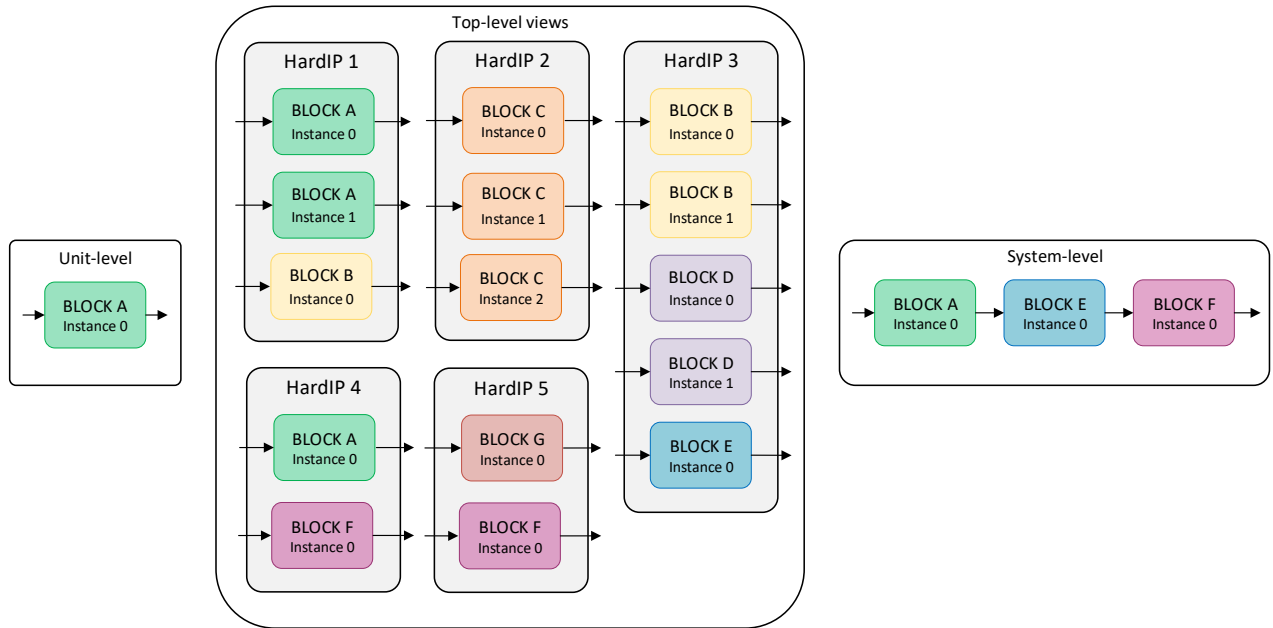 Top-level views
HardIP 1
BLOCK A
Instance 0
BLOCK A
Instance 1
BLOCK B
Instance 0
HardIP 2
BLOCK C
Instance 0
BLOCK C
Instance 1
BLOCK C
Instance 2
HardIP 3
BLOCK B
Instance 0
BLOCK B
Instance 1
BLOCK D
Instance 0
BLOCK D
Instance 1
BLOCK E
Instance 0
Unit-level
BLOCK A
Instance 0
HardIP 4
BLOCK A
Instance 0
BLOCK F
Instance 0
HardIP 5
BLOCK G
Instance 0
BLOCK F
Instance 0
System-level
BLOCK A
Instance 0
BLOCK E
Instance 0
BLOCK F
Instance 0